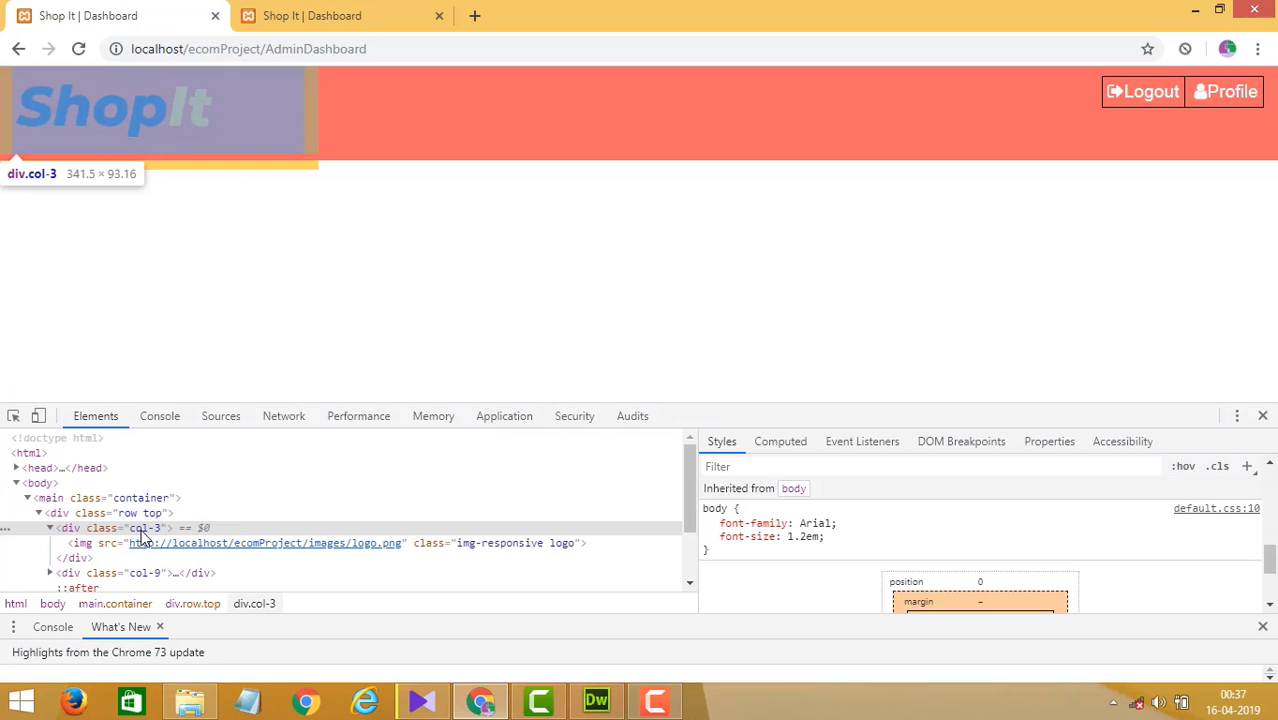 Shop It | Dashboard
Shop It | Dashboard
localhost/ecomProject/AdminDashboard
ShopIt
Logout
Profile
div.col-3 341.5 × 93.16
Elements Console Sources Network Performance Memory Application Security Audits
<!doctype html>
<html>
<head>…</head>
<body>
<main class="container">
<div class="row top">
<div class="col-3"> == $0
<img src="http://localhost/ecomProject/images/logo.png" class="img-responsive logo">
</div>
<div class="col-9">…</div>
::after
html body main.container div.row.top div.col-3
Styles Computed Event Listeners DOM Breakpoints Properties Accessibility
Filter
:hov .cls
Inherited from body
body {
default.css:10
font-family: Arial;
font-size: 1.2em;
}
position 0
margin –
Console What's New
Highlights from the Chrome 73 update
Dw
00:37
16-04-2019